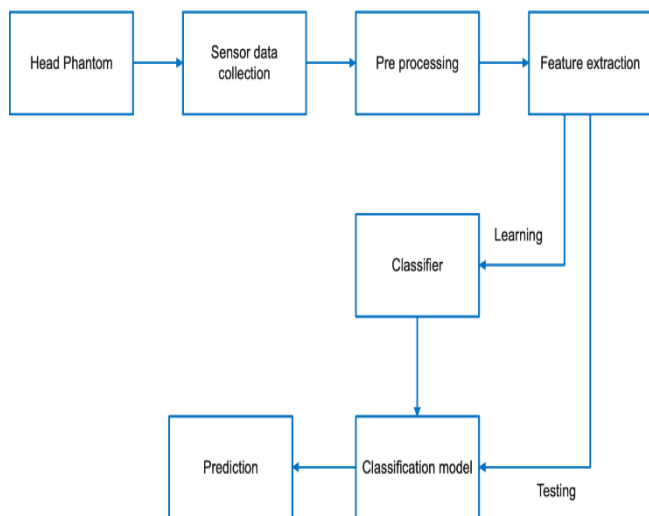 Head Phantom
Sensor data
collection
Pre processing
Feature extraction
Learning
Classifier
Prediction
Classification model
Testing